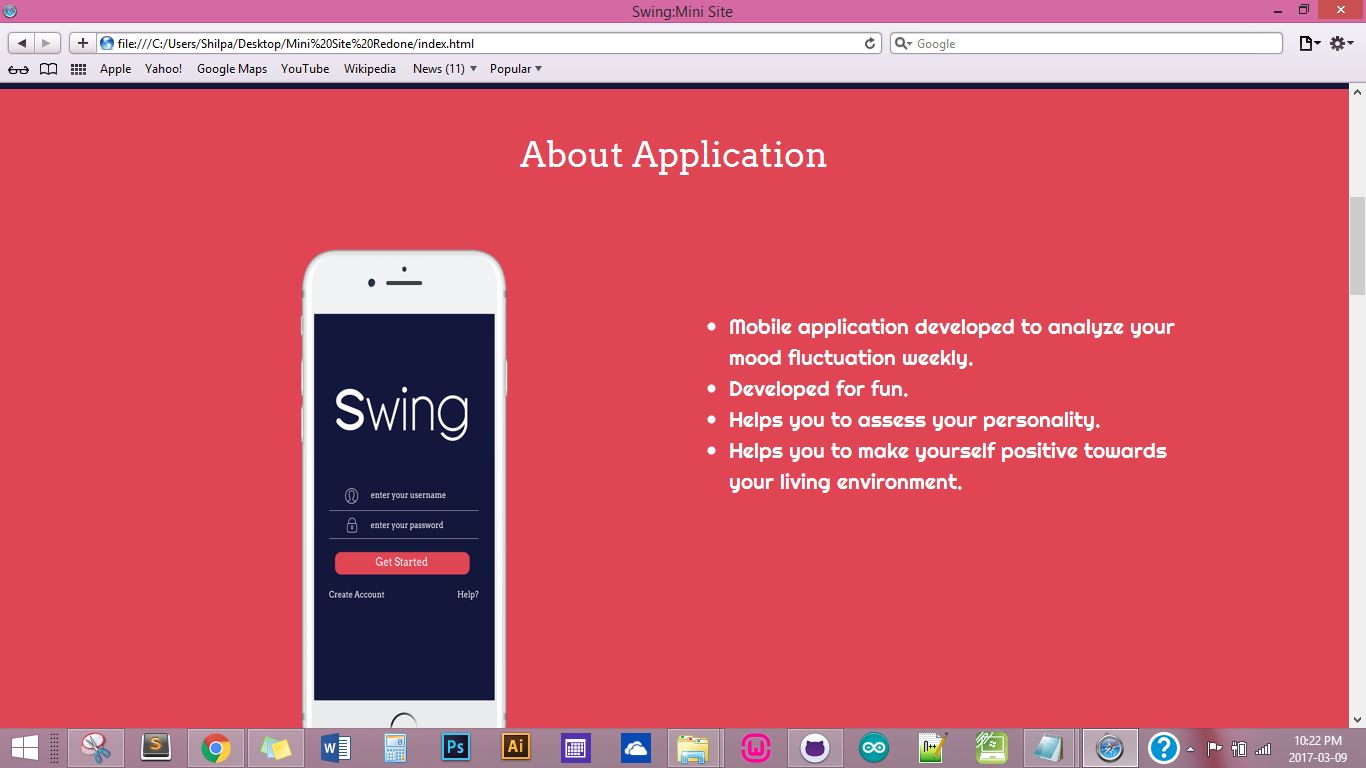 Swing:Mini Site
file:///C:/Users/Shilpa/Desktop/Mini%20Site%20Redone/index.html
Google
Apple Yahoo! Google Maps YouTube Wikipedia News (11) Popular
About Application
Swing
enter your username
enter your password
Get Started
Create Account Help?
Mobile application developed to analyze your
mood fluctuation weekly.
Developed for fun.
Helps you to assess your personality.
Helps you to make yourself positive towards
your living environment.
S
W
Ps
Ai
10:22 PM
2017-03-09